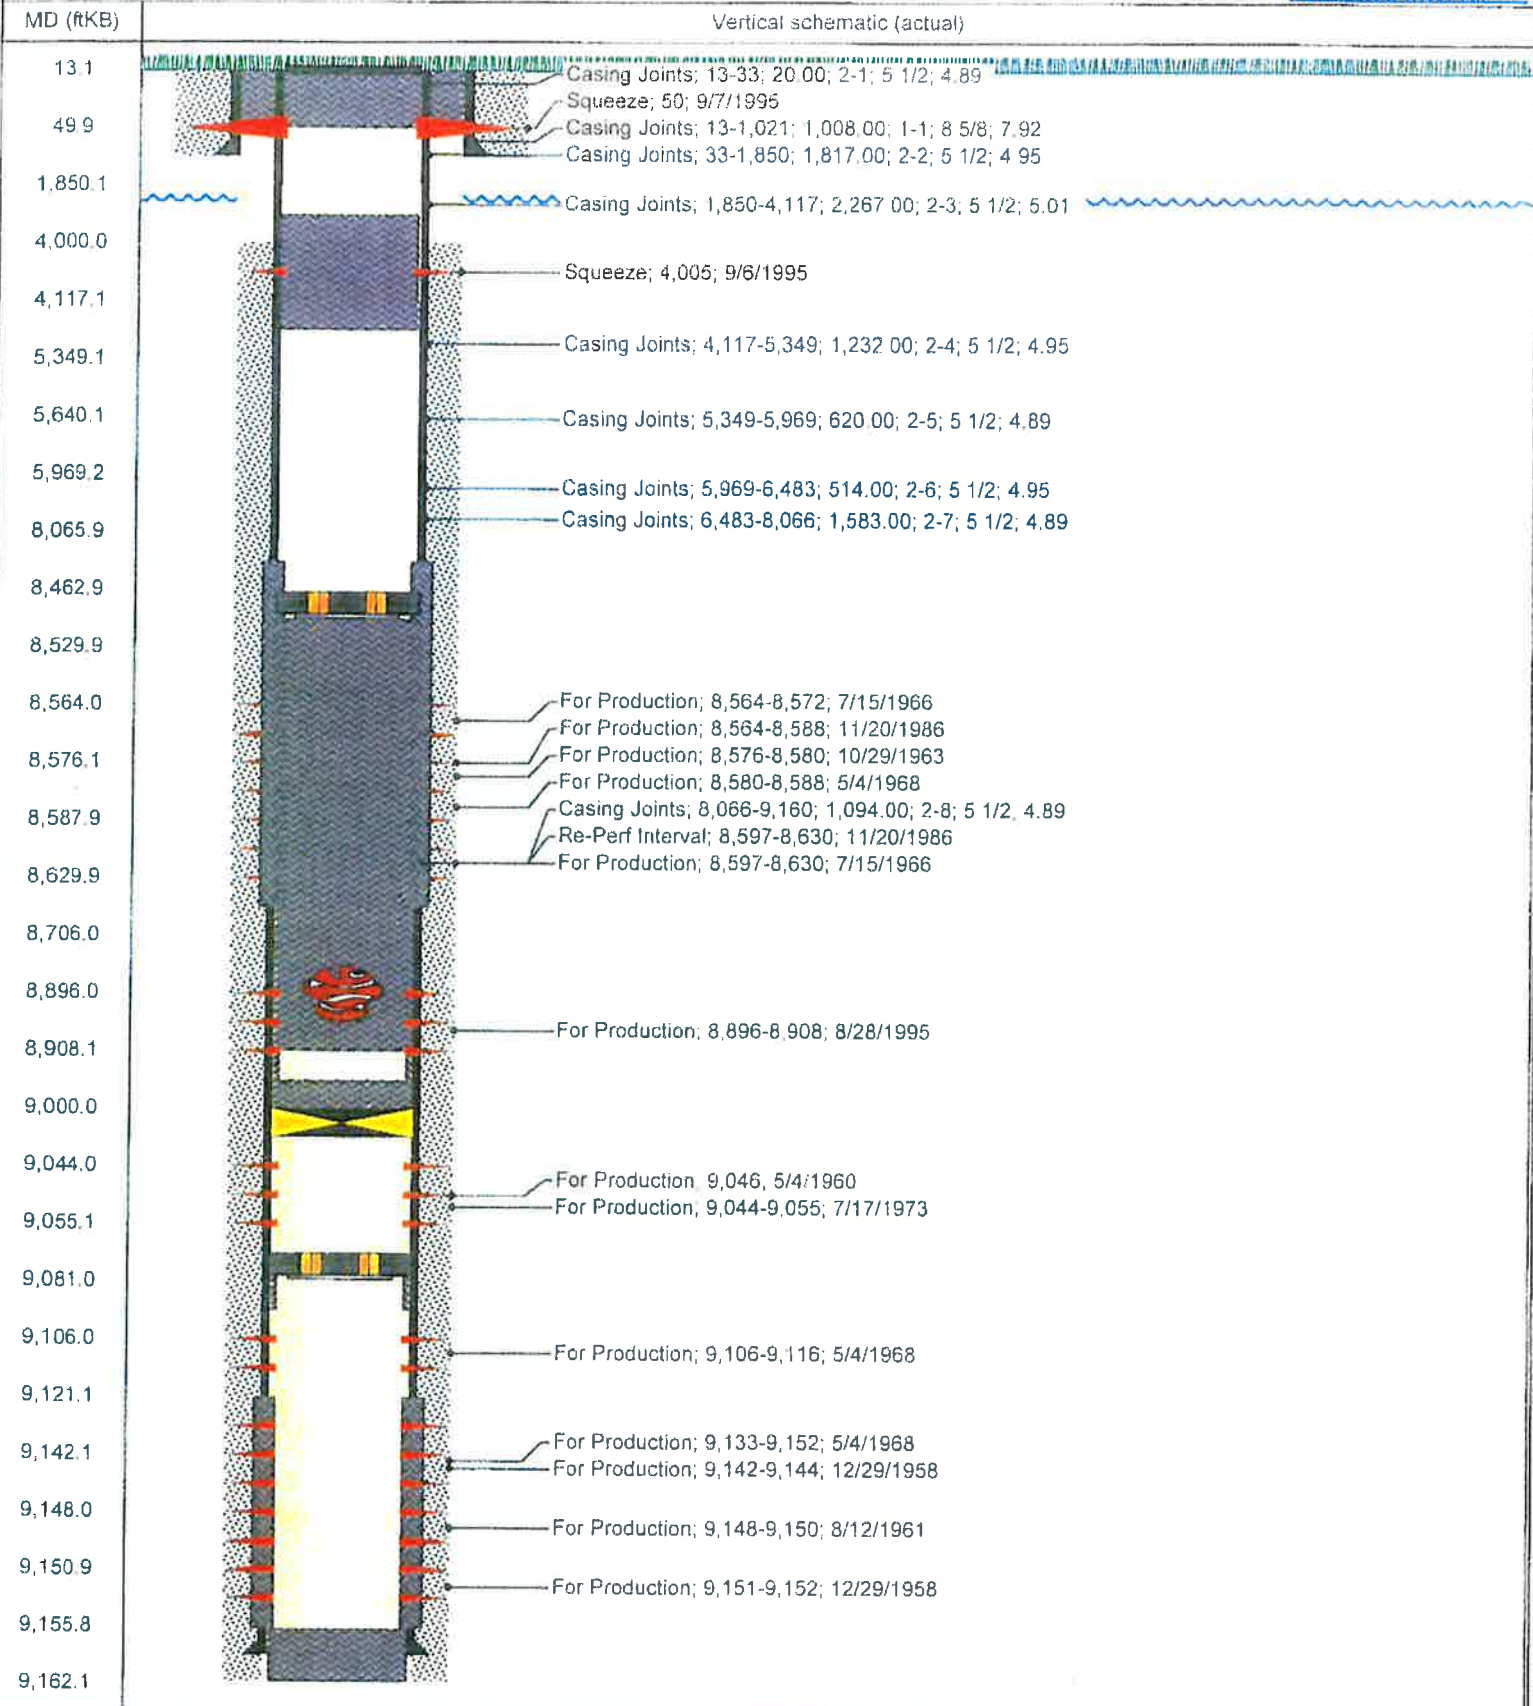 MD (ftKB)
Vertical schematic (actual)
13.1
Casing Joints; 13-33; 20.00; 2-1; 5 1/2; 4.89
Squeeze; 50; 9/7/1995
49.9
Casing Joints; 13-1,021; 1,008.00; 1-1; 8 5/8; 7.92
Casing Joints; 33-1,850; 1,817.00; 2-2; 5 1/2; 4 95
1,850.1
Casing Joints; 1,850-4,117; 2,267 00; 2-3; 5 1/2; 5.01
4,000.0
Squeeze; 4,005; 9/6/1995
4,117.1
Casing Joints; 4,117-5,349; 1,232 00; 2-4; 5 1/2; 4.95
5,349.1
5,640.1
Casing Joints; 5,349-5,969; 620.00; 2-5; 5 1/2; 4.89
5,969.2
Casing Joints; 5,969-6,483; 514.00; 2-6; 5 1/2; 4.95
Casing Joints; 6,483-8,066; 1,583.00; 2-7; 5 1/2; 4.89
8,065.9
8,462.9
8,529.9
8,564.0
For Production; 8,564-8,572; 7/15/1966
For Production; 8,564-8,588; 11/20/1986
8,576.1
For Production; 8,576-8,580; 10/29/1963
For Production; 8,580-8,588; 5/4/1968
8,587.9
Casing Joints; 8,066-9,160; 1,094.00; 2-8; 5 1/2, 4.89
Re-Perf Interval; 8,597-8,630; 11/20/1986
For Production; 8,597-8,630; 7/15/1966
8,629.9
8,706.0
8,896.0
For Production; 8,896-8,908; 8/28/1995
8,908.1
9,000.0
9,044.0
For Production 9,046, 5/4/1960
For Production; 9,044-9,055; 7/17/1973
9,055.1
9,081.0
9,106.0
For Production; 9,106-9,116; 5/4/1968
9,121.1
For Production; 9,133-9,152; 5/4/1968
9,142.1
For Production; 9,142-9,144; 12/29/1958
9,148.0
For Production; 9,148-9,150; 8/12/1961
9,150.9
For Production; 9,151-9,152; 12/29/1958
9,155.8
9,162.1